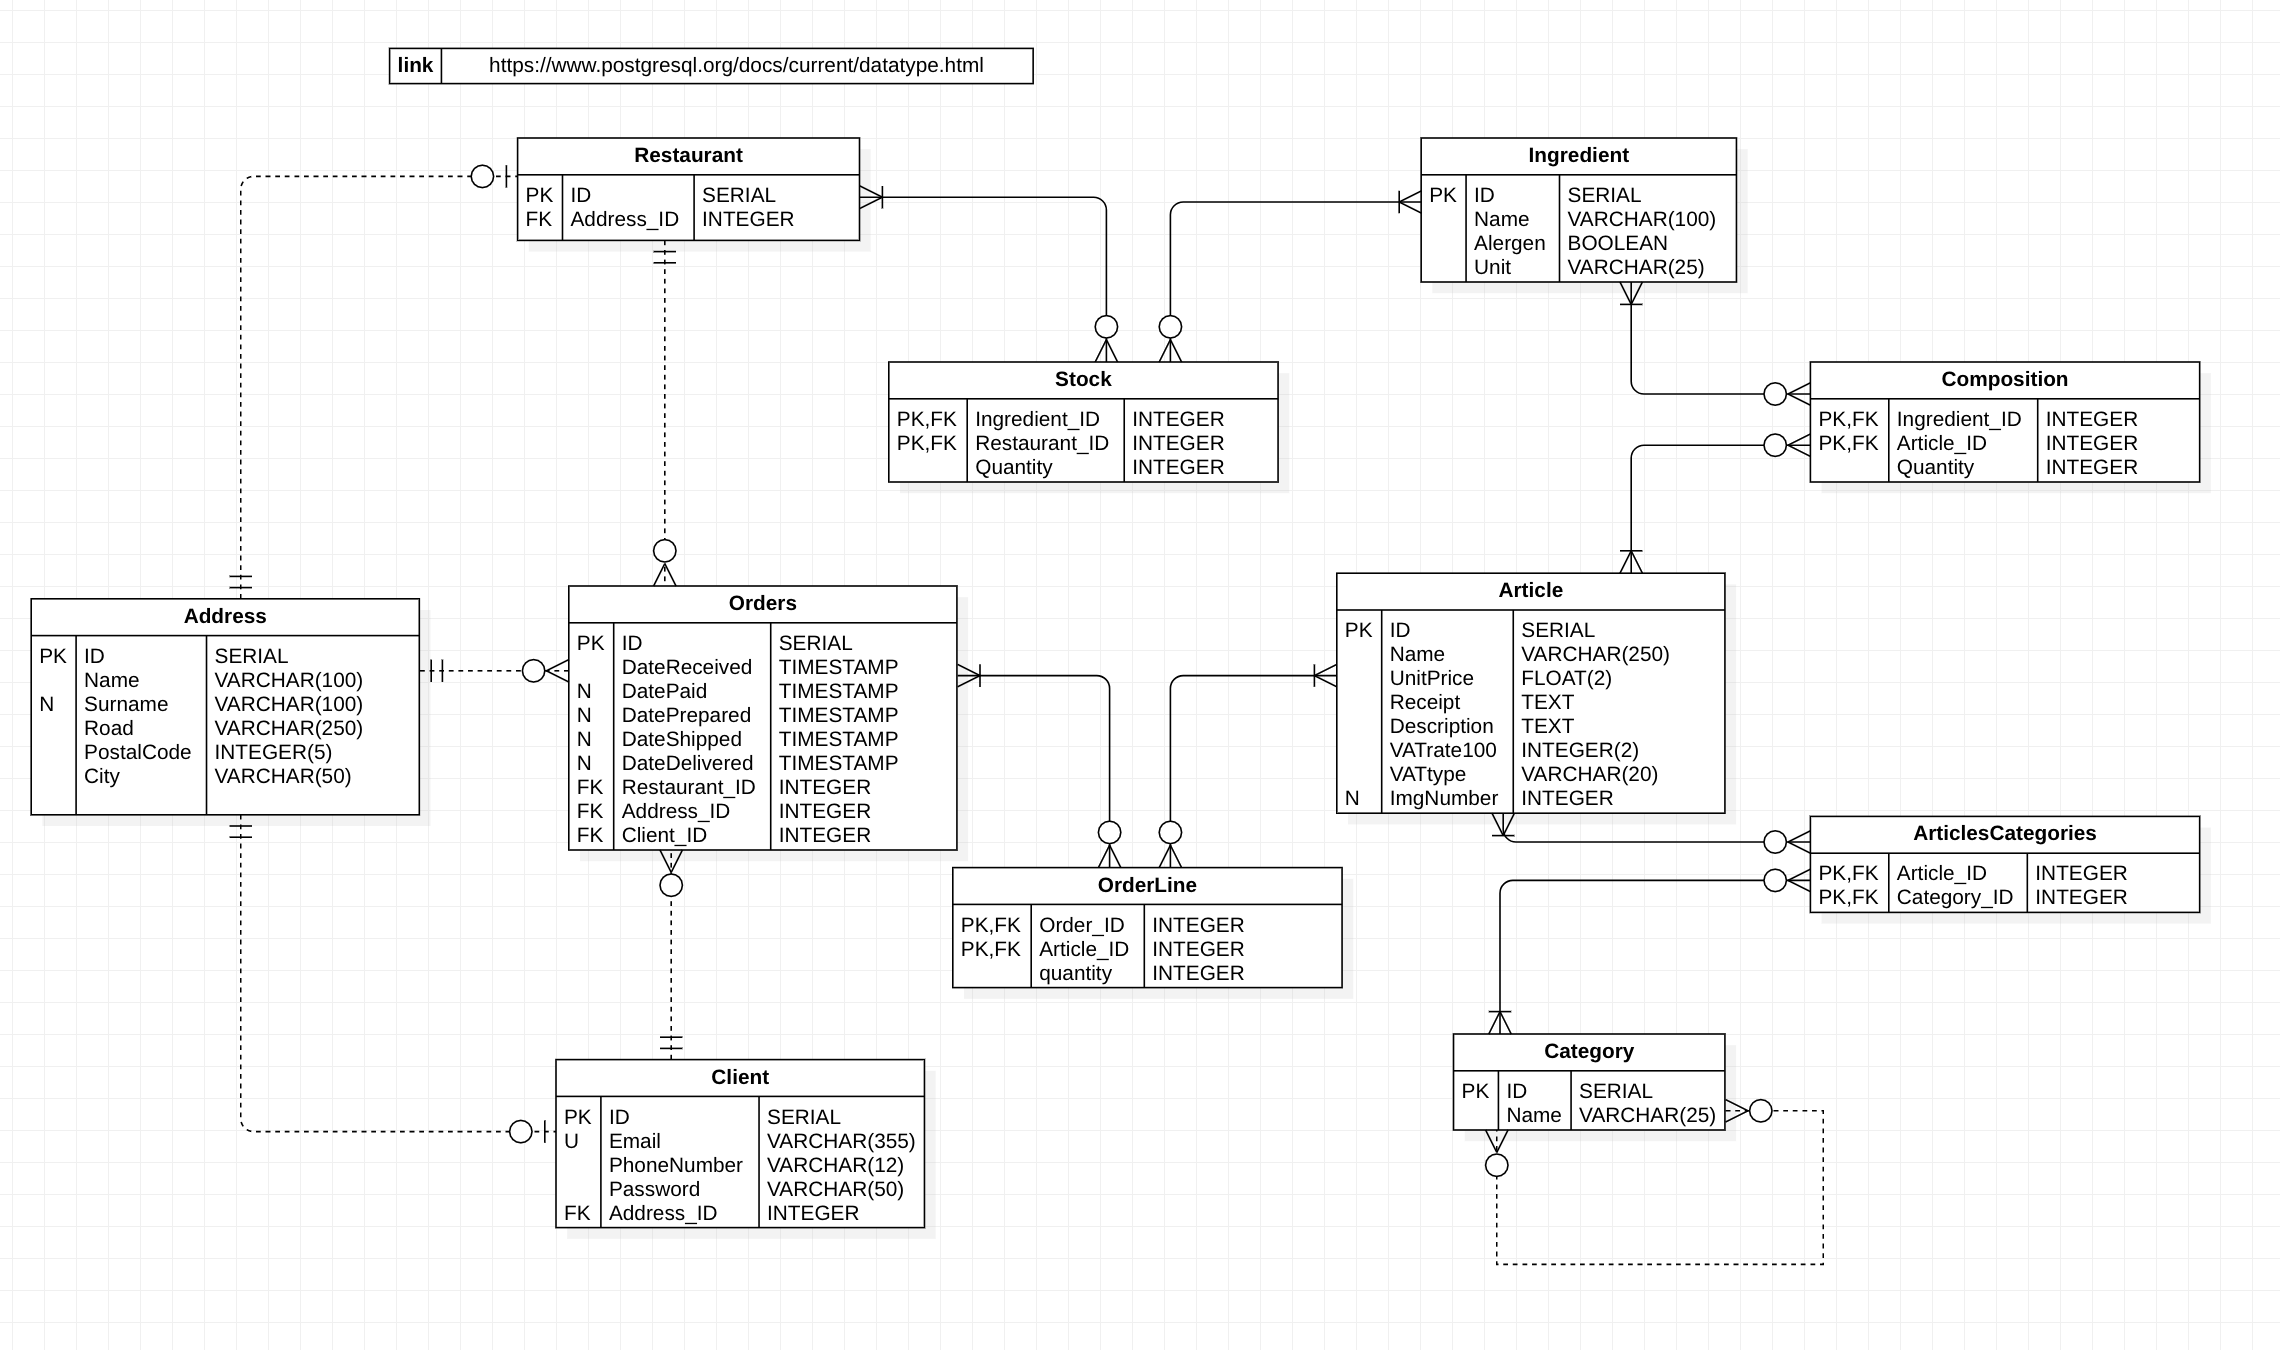 link https://www.postgresql.org/docs/current/datatype.html
Restaurant
PK ID SERIAL
FK Address_ID INTEGER
Ingredient
PK ID SERIAL
Name VARCHAR(100)
Alergen BOOLEAN
Unit VARCHAR(25)
Stock
PK,FK Ingredient_ID INTEGER
PK,FK Restaurant_ID INTEGER
Quantity INTEGER
Composition
PK,FK Ingredient_ID INTEGER
PK,FK Article_ID INTEGER
Quantity INTEGER
Address
PK ID SERIAL
Name VARCHAR(100)
N Surname VARCHAR(100)
Road VARCHAR(250)
PostalCode INTEGER(5)
City VARCHAR(50)
Orders
PK ID SERIAL
DateReceived TIMESTAMP
N DatePaid TIMESTAMP
N DatePrepared TIMESTAMP
N DateShipped TIMESTAMP
N DateDelivered TIMESTAMP
FK Restaurant_ID INTEGER
FK Address_ID INTEGER
FK Client_ID INTEGER
Article
PK ID SERIAL
Name VARCHAR(250)
UnitPrice FLOAT(2)
Receipt TEXT
Description TEXT
VATrate100 INTEGER(2)
VATtype VARCHAR(20)
N ImgNumber INTEGER
ArticlesCategories
PK,FK Article_ID INTEGER
PK,FK Category_ID INTEGER
OrderLine
PK,FK Order_ID INTEGER
PK,FK Article_ID INTEGER
quantity INTEGER
Client
PK ID SERIAL
U Email VARCHAR(355)
PhoneNumber VARCHAR(12)
Password VARCHAR(50)
FK Address_ID INTEGER
Category
PK ID SERIAL
Name VARCHAR(25)